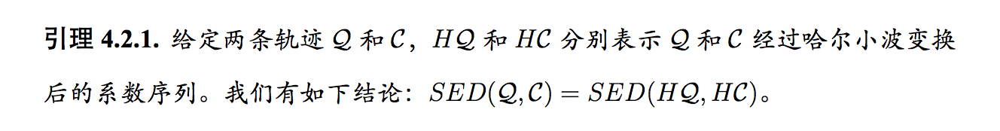 引理 4.2.1. 给定两条轨迹 $\mathcal{Q}$ 和 $\mathcal{C}$，$H\mathcal{Q}$ 和 $H\mathcal{C}$ 分别表示 $\mathcal{Q}$ 和 $\mathcal{C}$ 经过哈尔小波变换
后的系数序列。我们有如下结论：$SED(\mathcal{Q}, \mathcal{C}) = SED(H\mathcal{Q}, H\mathcal{C})$。